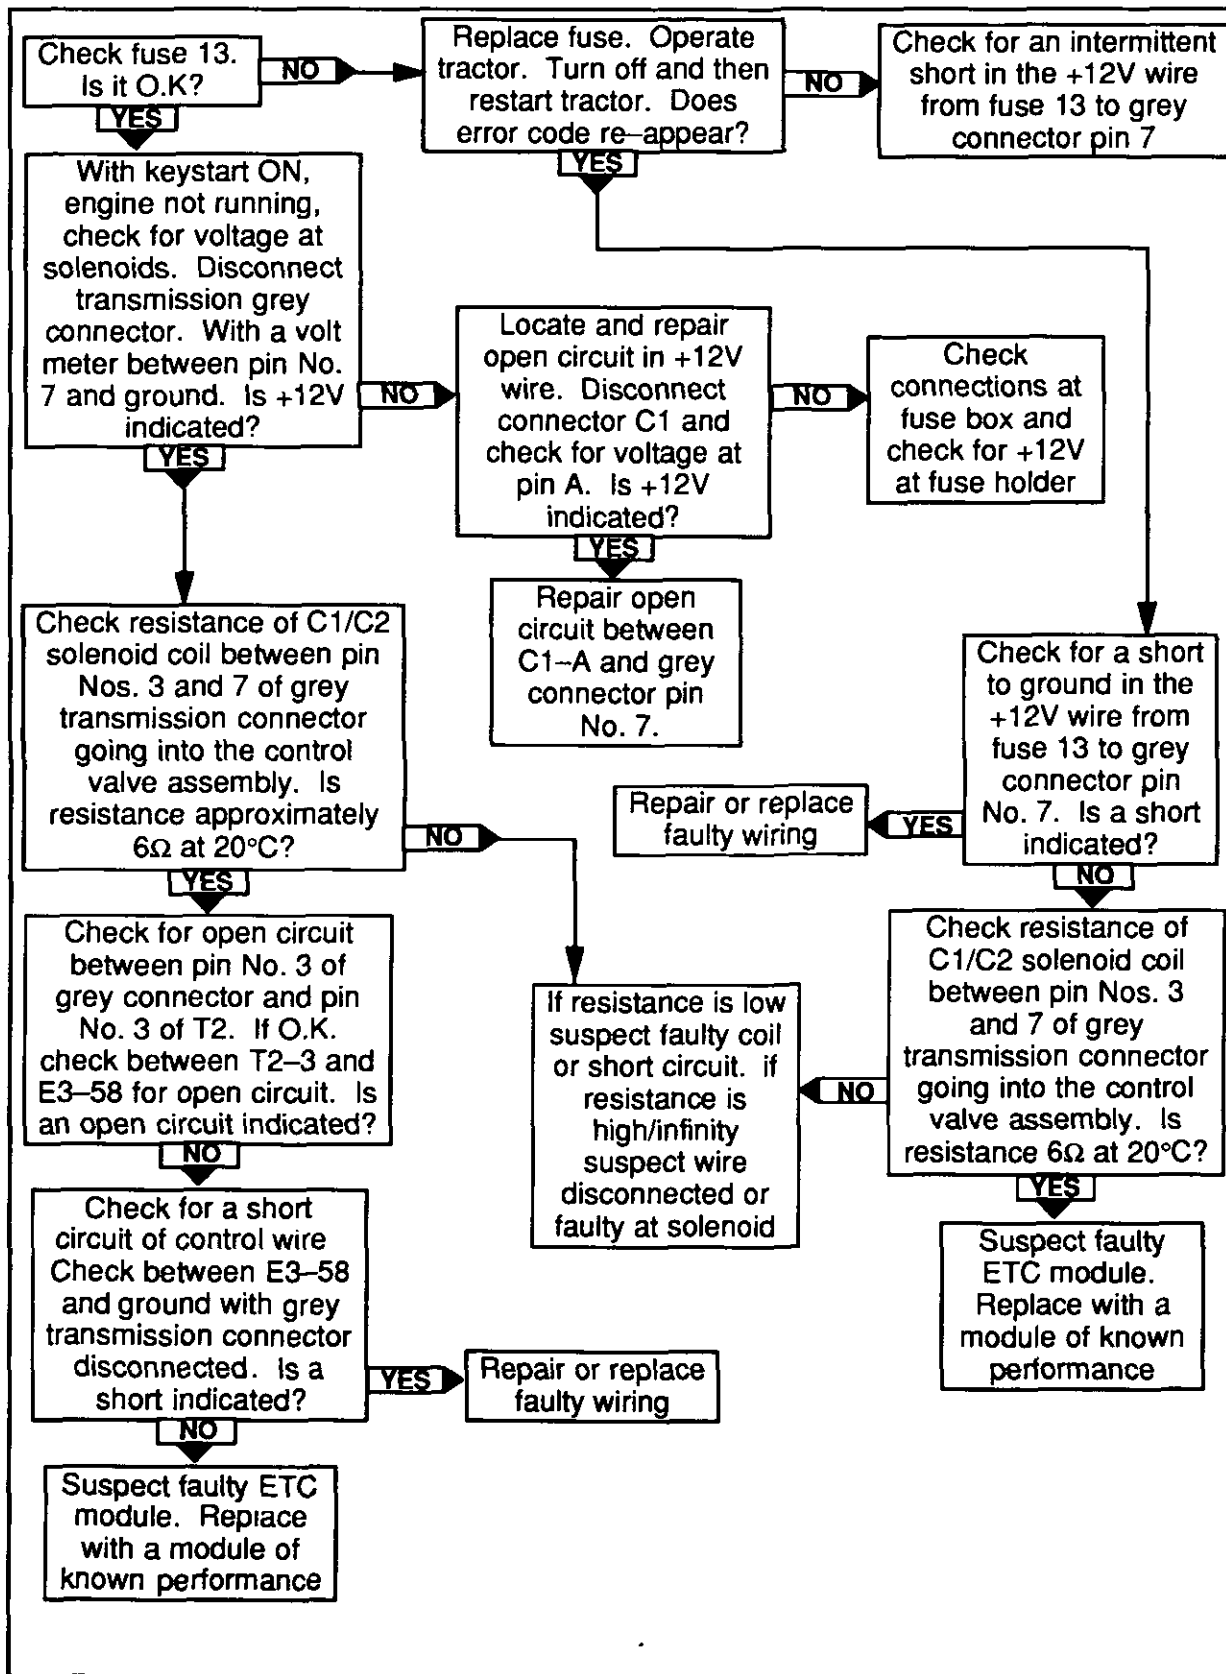 Check fuse 13.
Is it O.K?
NO
Replace fuse. Operate
tractor. Turn off and then
restart tractor. Does
error code re–appear?
NO
Check for an intermittent
short in the +12V wire
from fuse 13 to grey
connector pin 7
YES
YES
With keystart ON,
engine not running,
check for voltage at
solenoids. Disconnect
transmission grey
connector. With a volt
meter between pin No.
7 and ground. Is +12V
indicated?
NO
Locate and repair
open circuit in +12V
wire. Disconnect
connector C1 and
check for voltage at
pin A. Is +12V
indicated?
NO
Check
connections at
fuse box and
check for +12V
at fuse holder
YES
YES
Repair open
circuit between
C1–A and grey
connector pin
No. 7.
Check resistance of C1/C2
solenoid coil between pin
Nos. 3 and 7 of grey
transmission connector
going into the control
valve assembly. Is
resistance approximately
6Ω at 20°C?
NO
Check for a short
to ground in the
+12V wire from
fuse 13 to grey
connector pin
No. 7. Is a short
indicated?
YES
Repair or replace
faulty wiring
YES
NO
Check for open circuit
between pin No. 3 of
grey connector and pin
No. 3 of T2. If O.K.
check between T2–3 and
E3–58 for open circuit. Is
an open circuit indicated?
If resistance is low
suspect faulty coil
or short circuit. if
resistance is
high/infinity
suspect wire
disconnected or
faulty at solenoid
NO
Check resistance of
C1/C2 solenoid coil
between pin Nos. 3
and 7 of grey
transmission connector
going into the control
valve assembly. Is
resistance 6Ω at 20°C?
NO
YES
Check for a short
circuit of control wire
Check between E3–58
and ground with grey
transmission connector
disconnected. Is a
short indicated?
YES
Repair or replace
faulty wiring
Suspect faulty
ETC module.
Replace with a
module of known
performance
NO
Suspect faulty ETC
module. Replace
with a module of
known performance